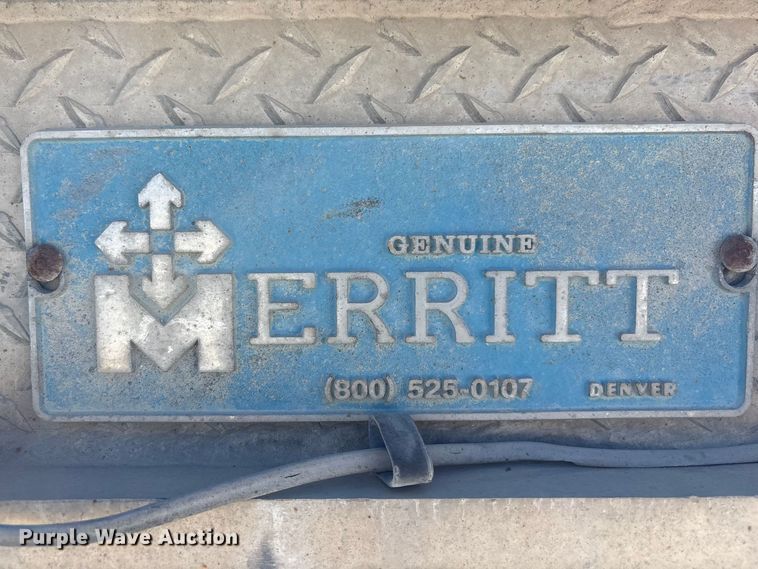 GENUINE
MERRITT
(800) 525-0107 DENVER
Purple Wave Auction